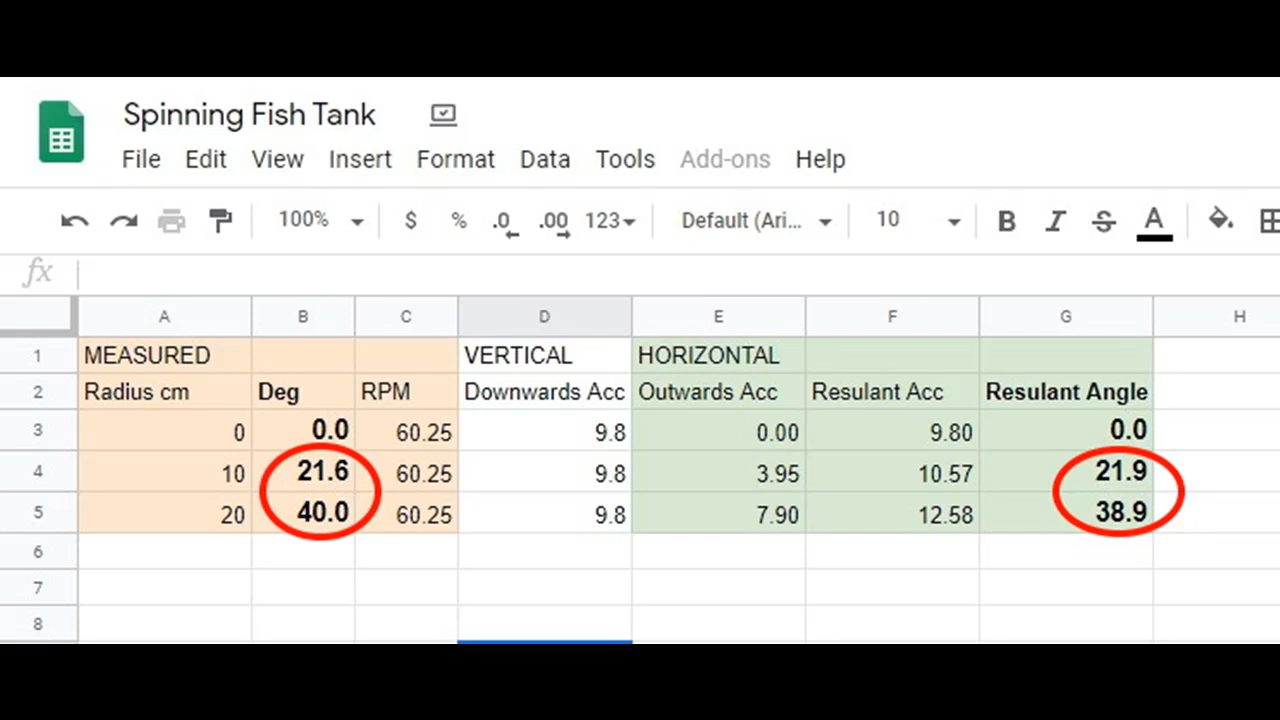 Spinning Fish Tank
File Edit View Insert Format Data Tools Add-ons Help
100% $ % .0 .00 123 Default (Ari... 10 B I S A
fx
A B C D E F G H
1 MEASURED VERTICAL HORIZONTAL
2 Radius cm Deg RPM Downwards Acc Outwards Acc Resulant Acc Resulant Angle
3 0 0.0 60.25 9.8 0.00 9.80 0.0
4 10 21.6 60.25 9.8 3.95 10.57 21.9
5 20 40.0 60.25 9.8 7.90 12.58 38.9
6
7
8